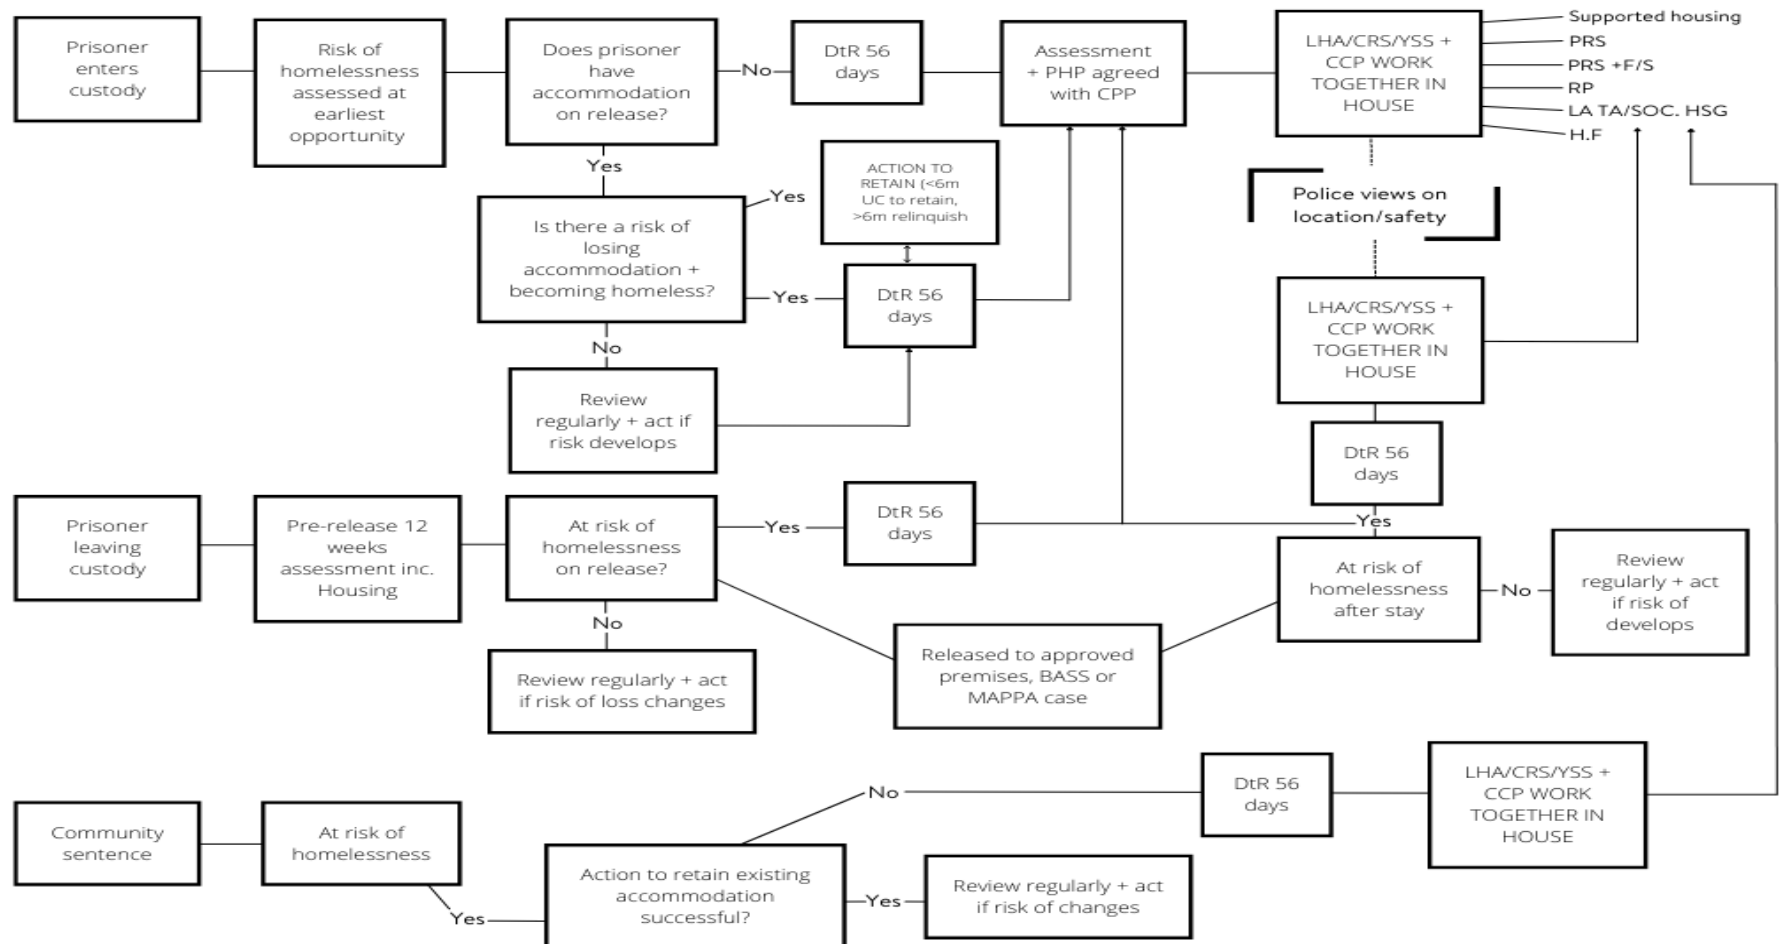 Prisoner
enters
custody
Risk of
homelessness
assessed at
earliest
opportunity
Does prisoner
have
accommodation
on release?
No
DtR 56
days
Assessment
+ PHP agreed
with CPP
LHA/CRS/YSS +
CCP WORK
TOGETHER IN
HOUSE
Supported housing
PRS
PRS +F/S
RP
LA TA/SOC. HSG
H.F
Yes
Is there a risk of
losing
accommodation +
becoming homeless?
Yes
ACTION TO
RETAIN (<6m
UC to retain,
>6m relinquish
Yes
DtR 56
days
Police views on
location/safety
LHA/CRS/YSS +
CCP WORK
TOGETHER IN
HOUSE
No
Review
regularly + act if
risk develops
DtR 56
days
Prisoner
leaving
custody
Pre-release 12
weeks
assessment inc.
Housing
At risk of
homelessness
on release?
Yes
DtR 56
days
Yes
At risk of
homelessness
after stay
No
Review
regularly + act
if risk of
develops
No
Review regularly + act
if risk of loss changes
Released to approved
premises, BASS or
MAPPA case
Community
sentence
At risk of
homelessness
Yes
Action to retain existing
accommodation
successful?
No
DtR 56
days
LHA/CRS/YSS +
CCP WORK
TOGETHER IN
HOUSE
Yes
Review regularly + act
if risk of changes